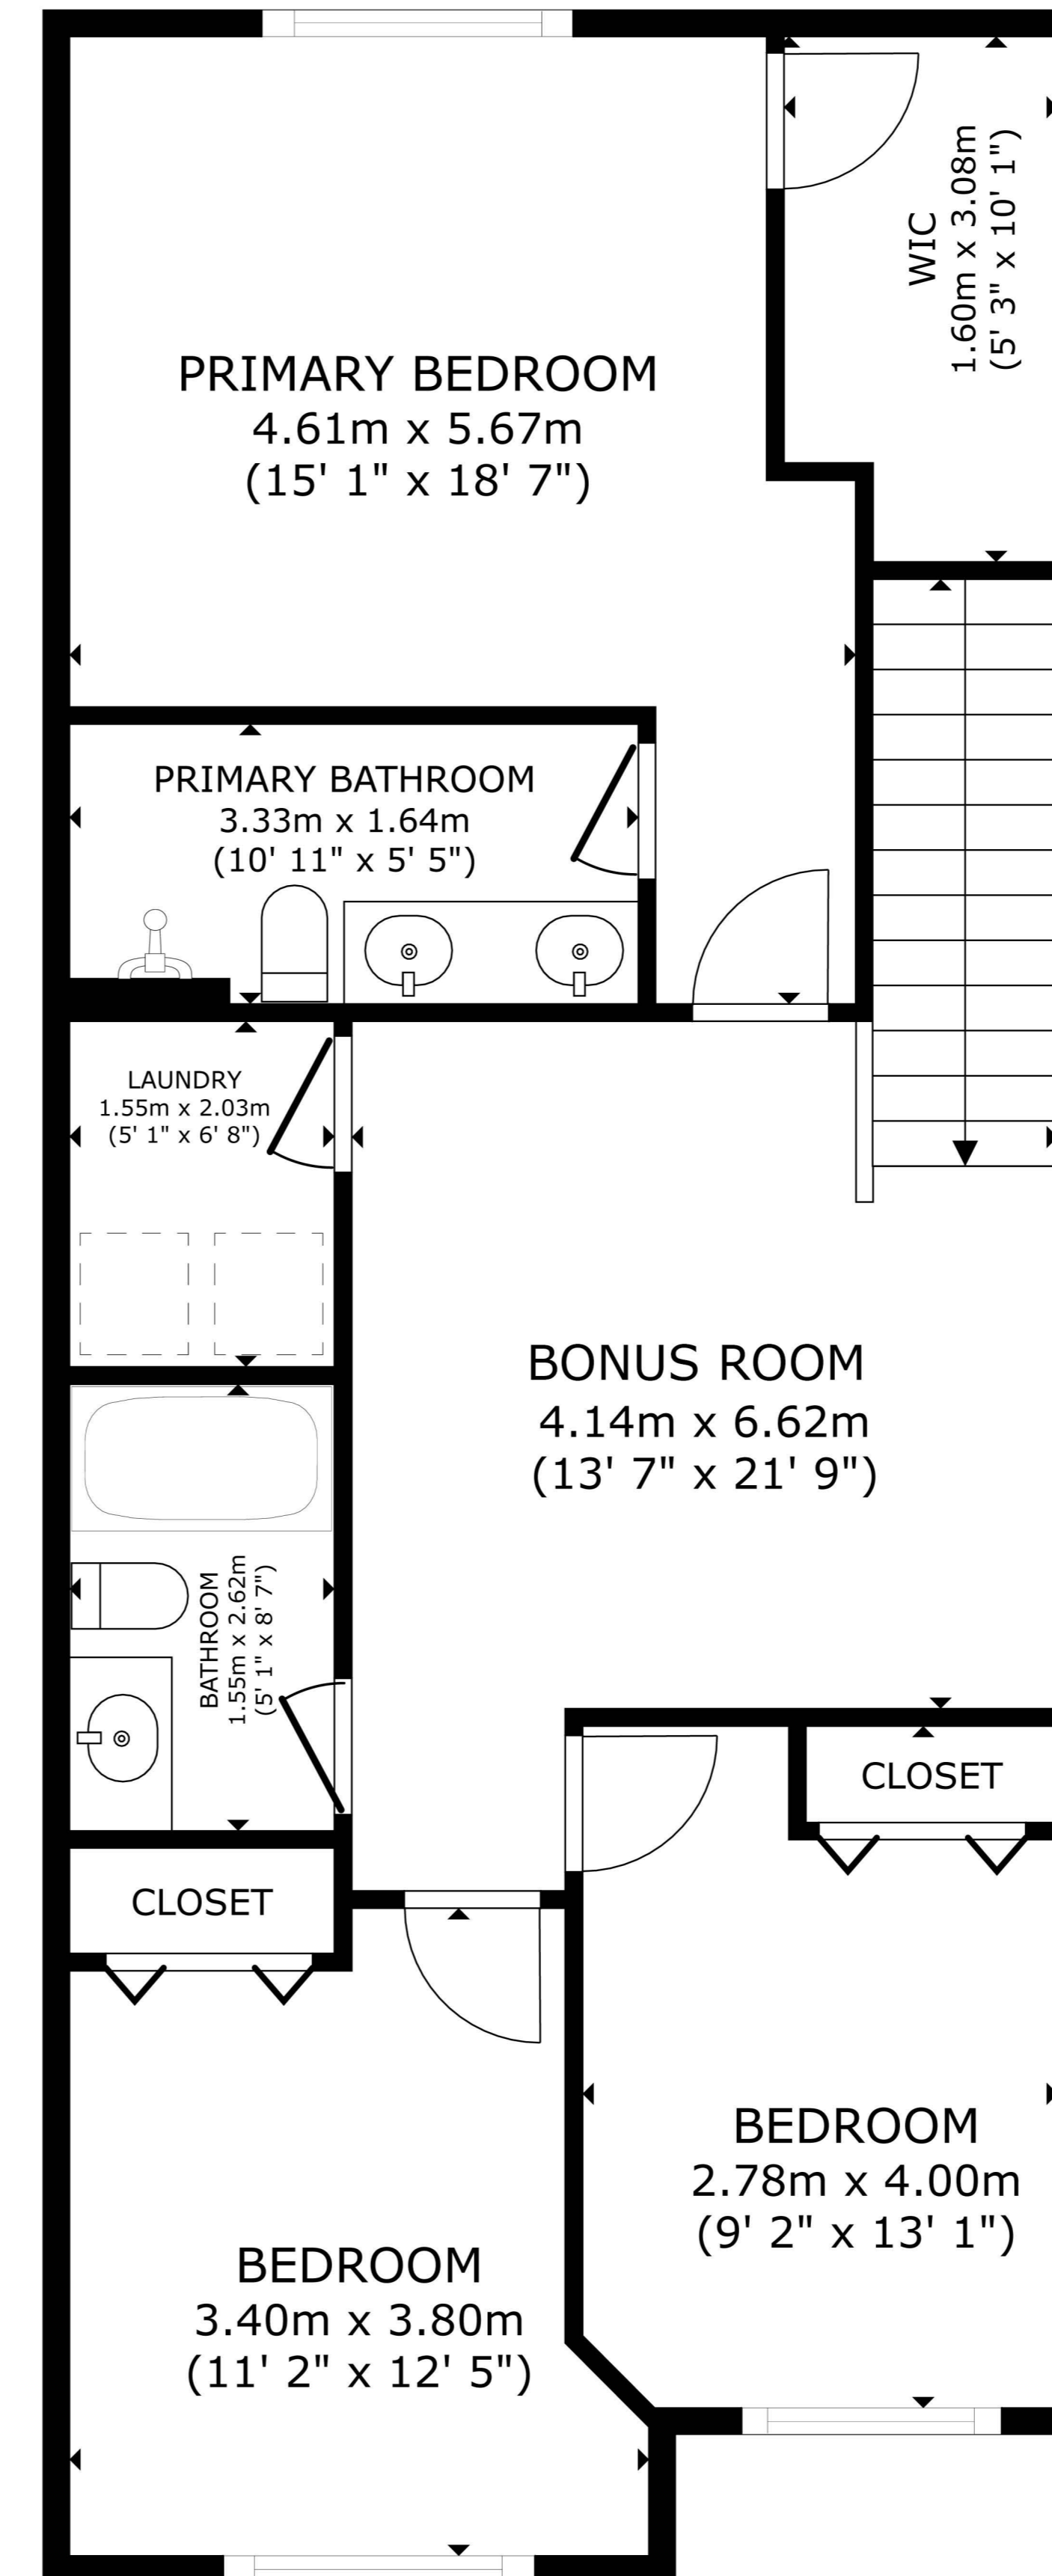 PRIMARY BEDROOM
4.61m x 5.67m
(15' 1" x 18' 7")
WIC
1.60m x 3.08m
(5' 3" x 10' 1")
PRIMARY BATHROOM
3.33m x 1.64m
(10' 11" x 5' 5")
LAUNDRY
1.55m x 2.03m
(5' 1" x 6' 8")
BONUS ROOM
4.14m x 6.62m
(13' 7" x 21' 9")
BATHROOM
1.55m x 2.62m
(5' 1" x 8' 7")
CLOSET
CLOSET
BEDROOM
2.78m x 4.00m
(9' 2" x 13' 1")
BEDROOM
3.40m x 3.80m
(11' 2" x 12' 5")